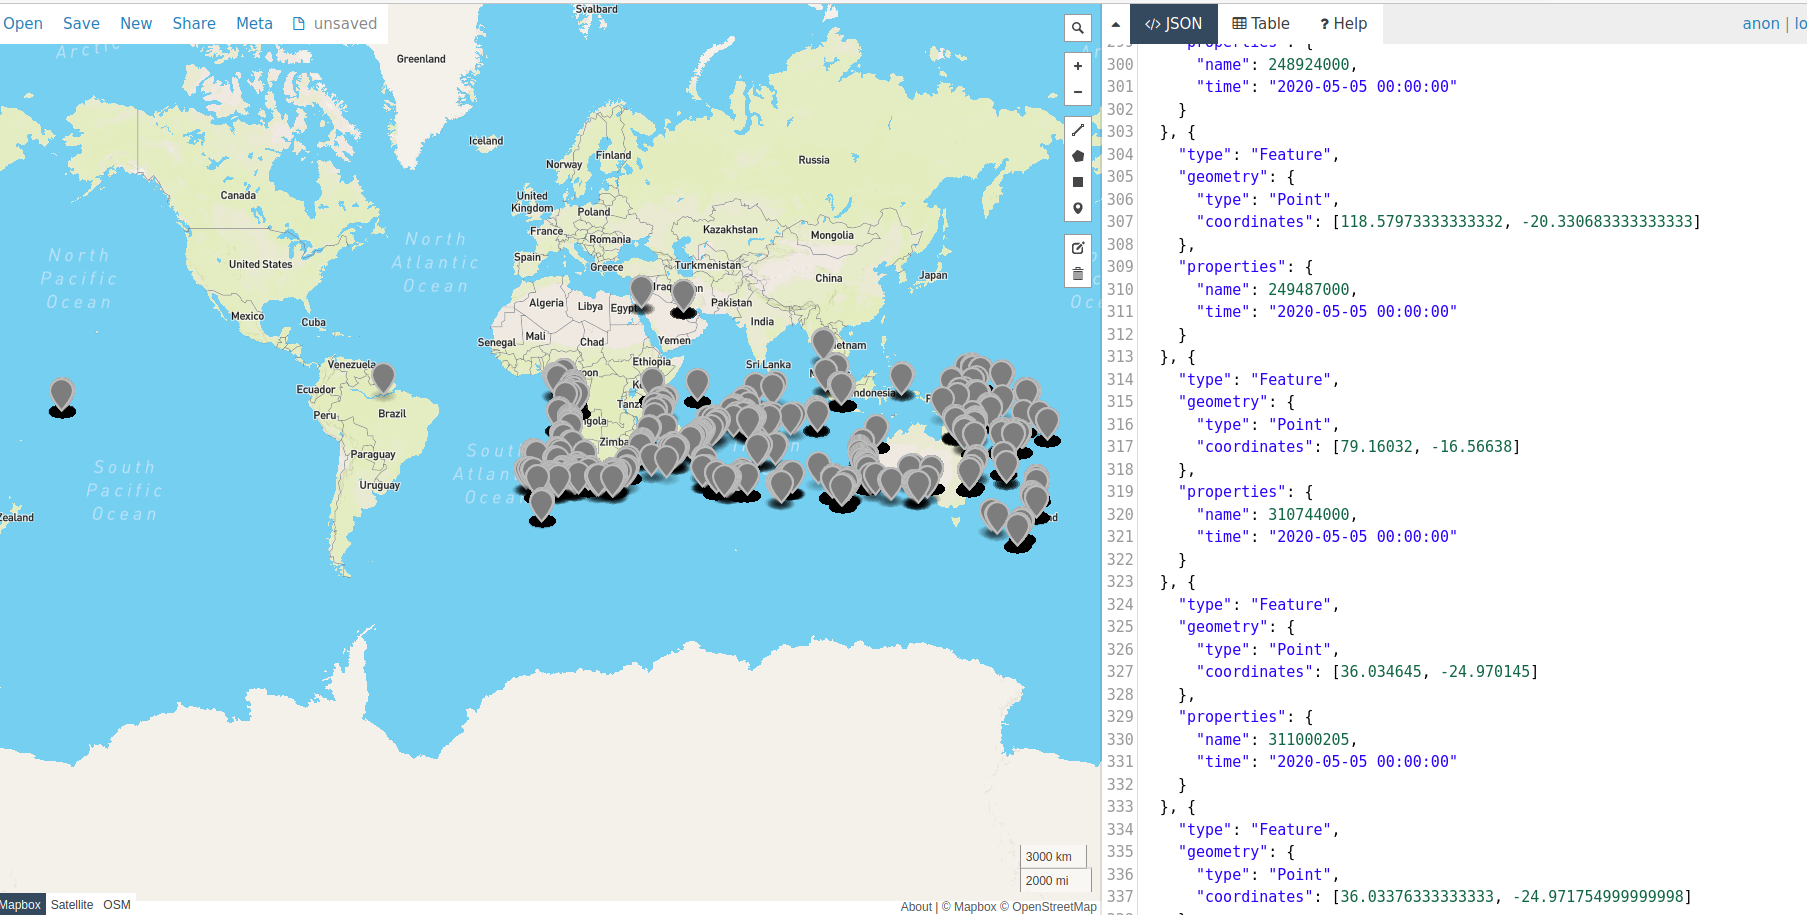 Open Save New Share Meta unsaved
</> JSON Table ? Help
anon | lo
Svalbard
Arctic
Greenland
Iceland
Finland
Norway
Russia
Canada
United
Kingdom
Poland
France
Romania
Kazakhstan
Mongolia
North
Pacific
Ocean
North
Atlantic
Ocean
United States
Spain
Greece
Turkmenistan
China
Japan
Oc
Iraq
an
Algeria
Libya
Egypt
Pakistan
Mexico
Cuba
India
Senegal
Mali
Chad
Yemen
etnam
Venezuela
Ethiopia
Sri Lanka
Ecuador
ndonesia
Brazil
Peru
Tanz
gola
Zimba
Paraguay
Sout
Atlan
Ocea
South
Pacific
Ocean
Uruguay
Zealand
nd
3000 km
2000 mi
Mapbox Satellite OSM
About | © Mapbox © OpenStreetMap
299 "properties": {
300 "name": 248924000,
301 "time": "2020-05-05 00:00:00"
302 }
303 }, {
304 "type": "Feature",
305 "geometry": {
306 "type": "Point",
307 "coordinates": [118.57973333333332, -20.330683333333333]
308 },
309 "properties": {
310 "name": 249487000,
311 "time": "2020-05-05 00:00:00"
312 }
313 }, {
314 "type": "Feature",
315 "geometry": {
316 "type": "Point",
317 "coordinates": [79.16032, -16.56638]
318 },
319 "properties": {
320 "name": 310744000,
321 "time": "2020-05-05 00:00:00"
322 }
323 }, {
324 "type": "Feature",
325 "geometry": {
326 "type": "Point",
327 "coordinates": [36.034645, -24.970145]
328 },
329 "properties": {
330 "name": 311000205,
331 "time": "2020-05-05 00:00:00"
332 }
333 }, {
334 "type": "Feature",
335 "geometry": {
336 "type": "Point",
337 "coordinates": [36.03376333333333, -24.971754999999998]